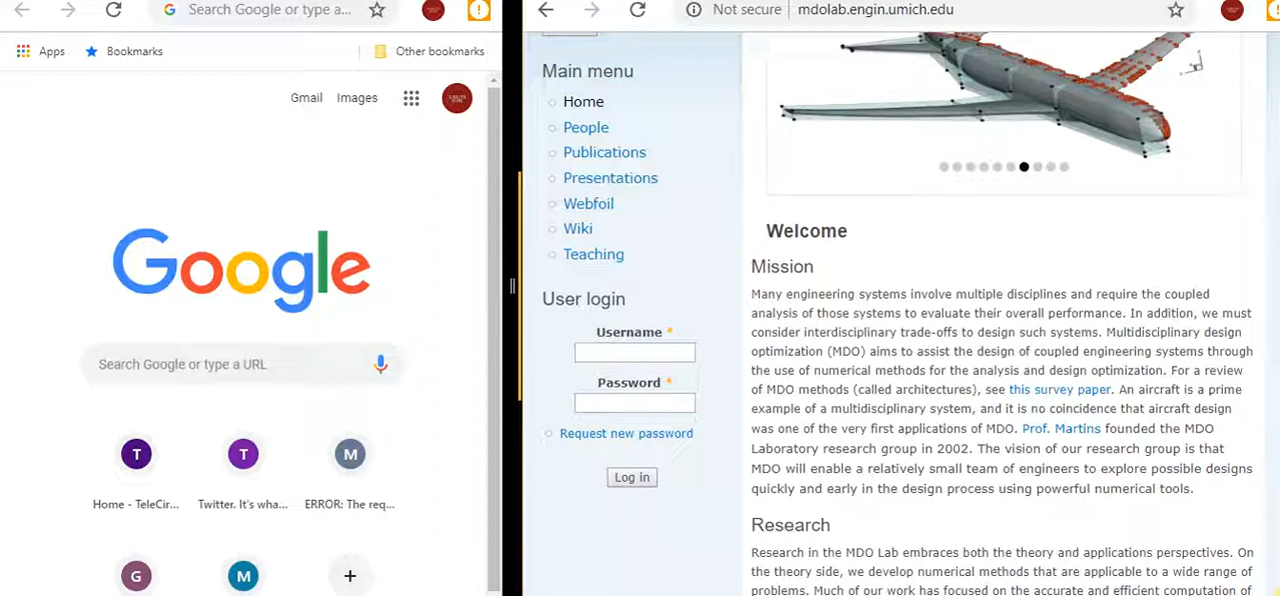 Search Google or type a...
Apps
Bookmarks
Other bookmarks
Gmail
Images
Google
Search Google or type a URL
T
T
M
Home - TeleCir...
Twitter. It's wha...
ERROR: The req...
G
M
Not secure
mdolab.engin.umich.edu
Main menu
Home
People
Publications
Presentations
Webfoil
Wiki
Teaching
User login
Username *
Password *
Request new password
Log in
Welcome
Mission
Many engineering systems involve multiple disciplines and require the coupled
analysis of those systems to evaluate their overall performance. In addition, we must
consider interdisciplinary trade-offs to design such systems. Multidisciplinary design
optimization (MDO) aims to assist the design of coupled engineering systems through
the use of numerical methods for the analysis and design optimization. For a review
of MDO methods (called architectures), see this survey paper. An aircraft is a prime
example of a multidisciplinary system, and it is no coincidence that aircraft design
was one of the very first applications of MDO. Prof. Martins founded the MDO
Laboratory research group in 2002. The vision of our research group is that
MDO will enable a relatively small team of engineers to explore possible designs
quickly and early in the design process using powerful numerical tools.
Research
Research in the MDO Lab embraces both the theory and applications perspectives. On
the theory side, we develop numerical methods that are applicable to a wide range of
problems. Much of our work has focused on the accurate and efficient computation of